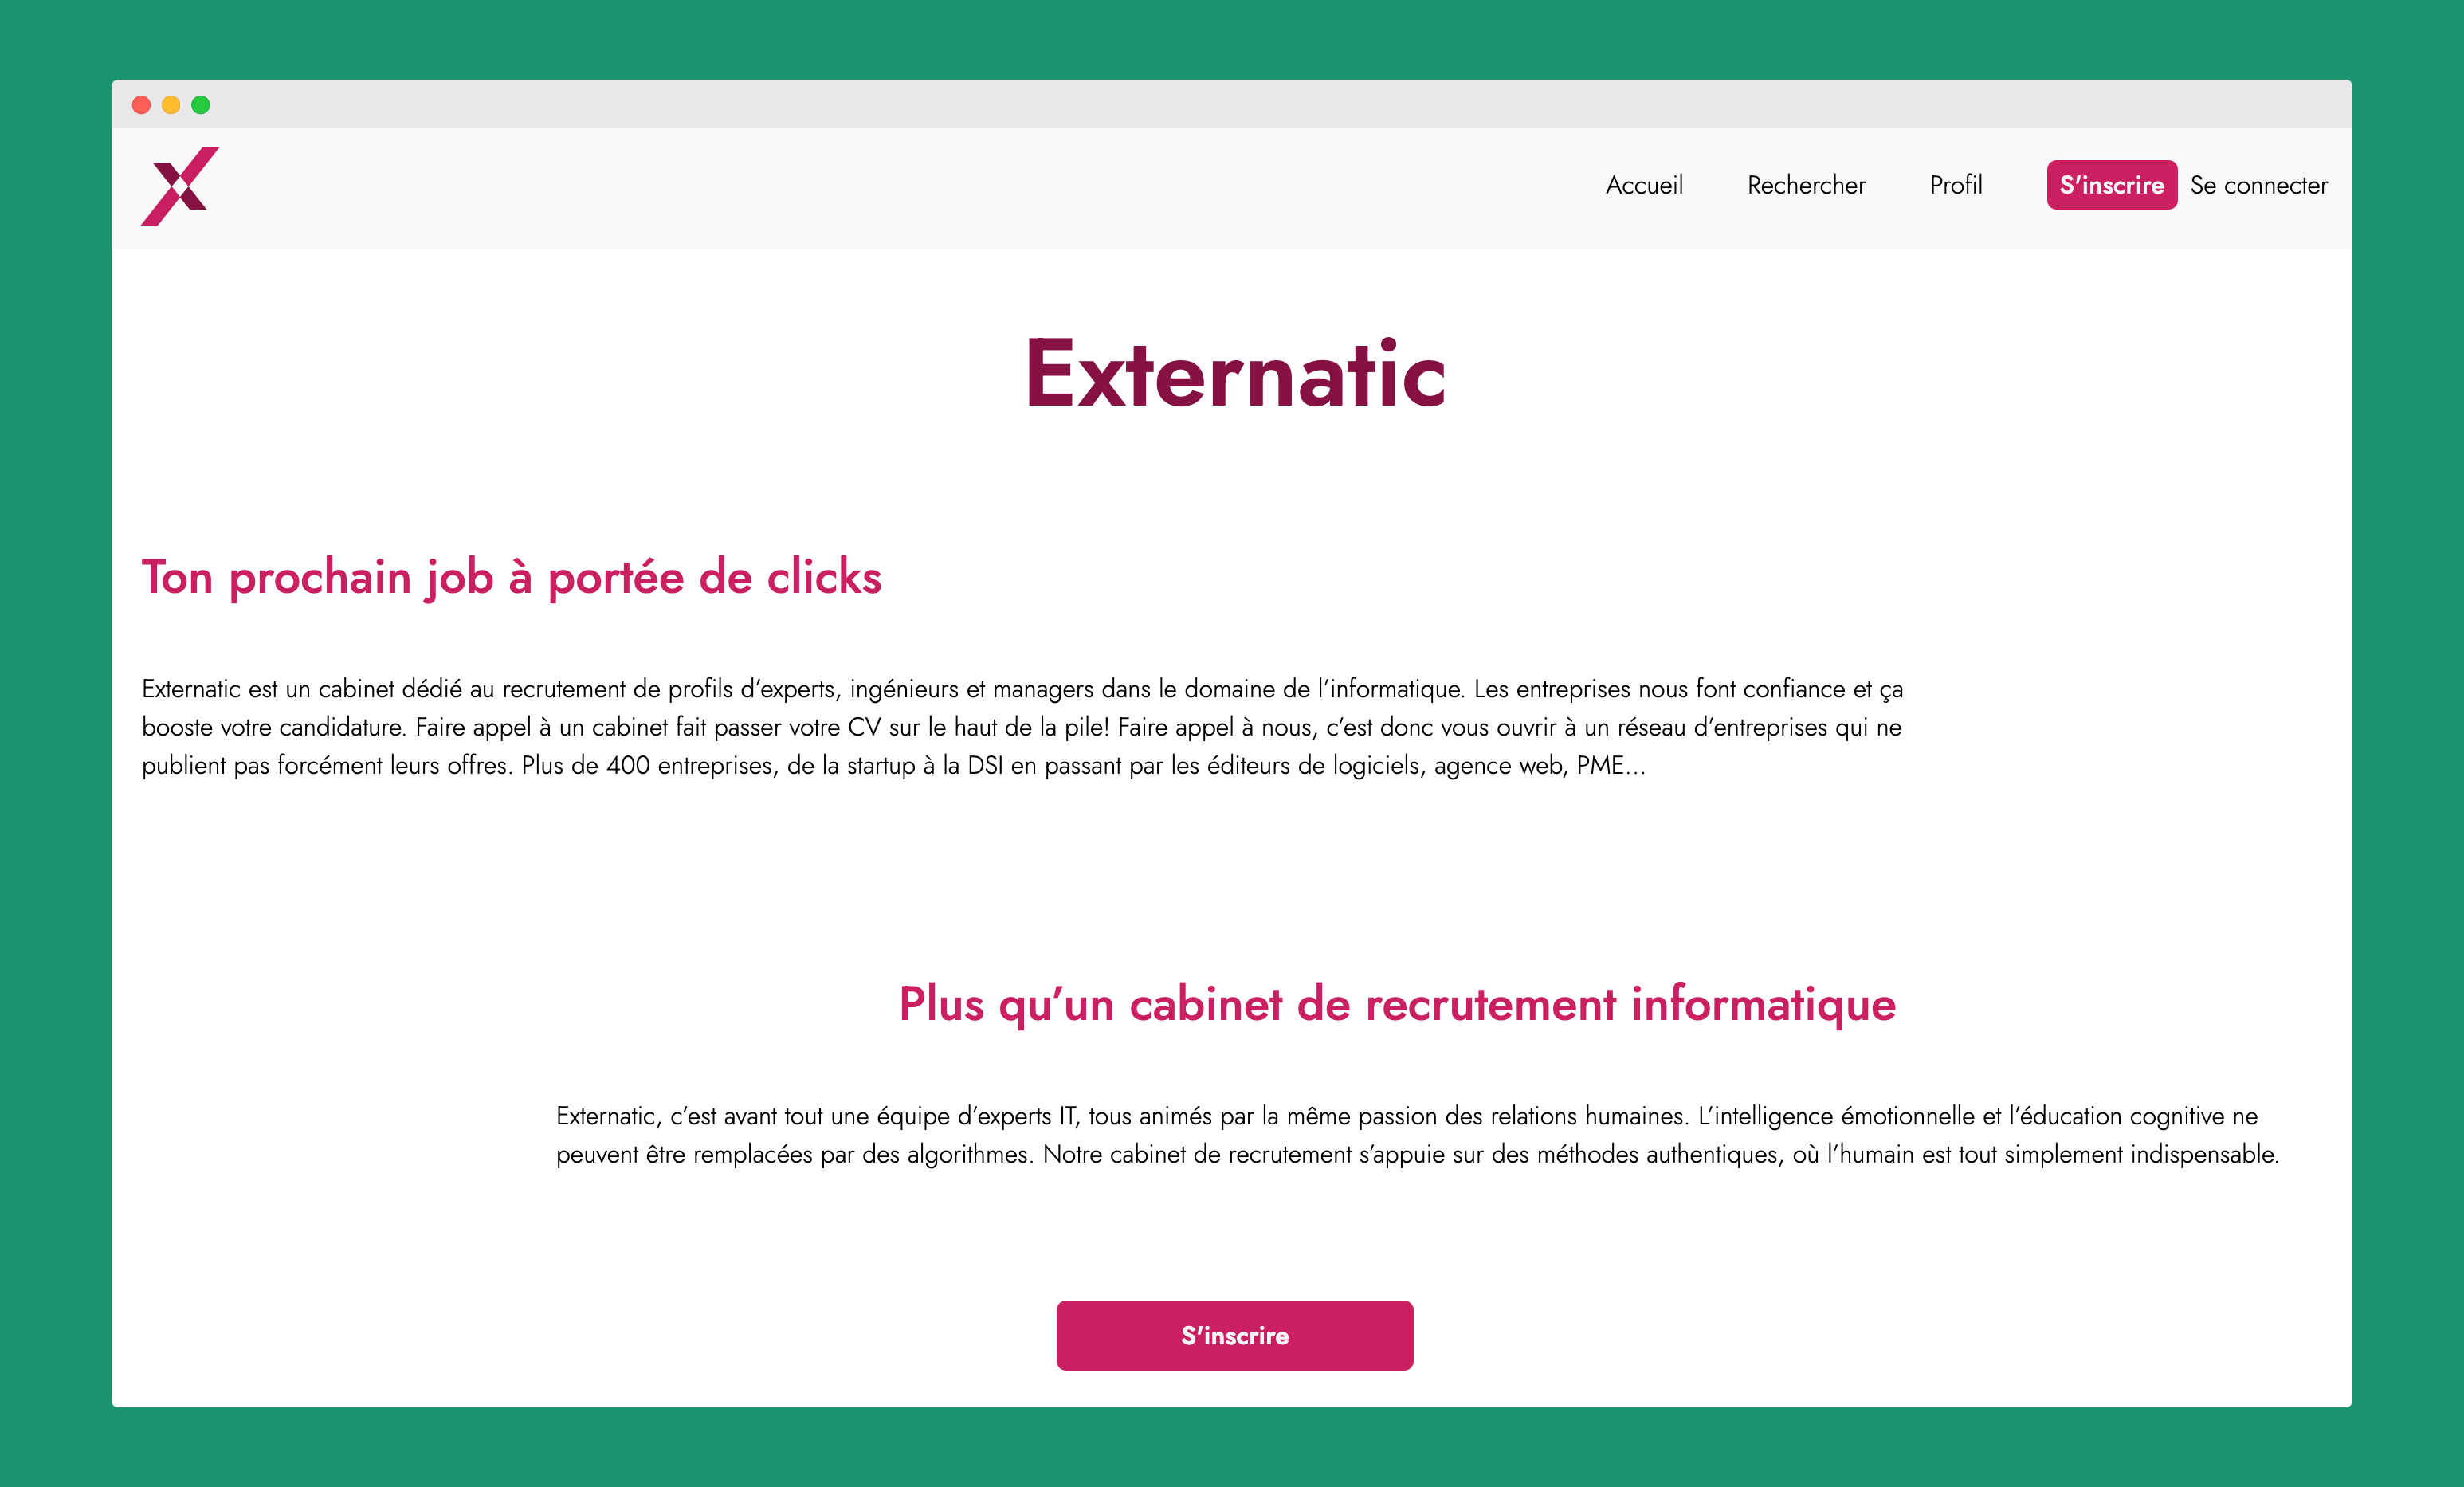 Accueil Rechercher Profil S'inscrire Se connecter
Externatic
Ton prochain job à portée de clicks
Externatic est un cabinet dédié au recrutement de profils d’experts, ingénieurs et managers dans le domaine de l’informatique. Les entreprises nous font confiance et ça
booste votre candidature. Faire appel à un cabinet fait passer votre CV sur le haut de la pile! Faire appel à nous, c’est donc vous ouvrir à un réseau d’entreprises qui ne
publient pas forcément leurs offres. Plus de 400 entreprises, de la startup à la DSI en passant par les éditeurs de logiciels, agence web, PME…
Plus qu’un cabinet de recrutement informatique
Externatic, c’est avant tout une équipe d’experts IT, tous animés par la même passion des relations humaines. L’intelligence émotionnelle et l’éducation cognitive ne
peuvent être remplacées par des algorithmes. Notre cabinet de recrutement s’appuie sur des méthodes authentiques, où l’humain est tout simplement indispensable.
S'inscrire